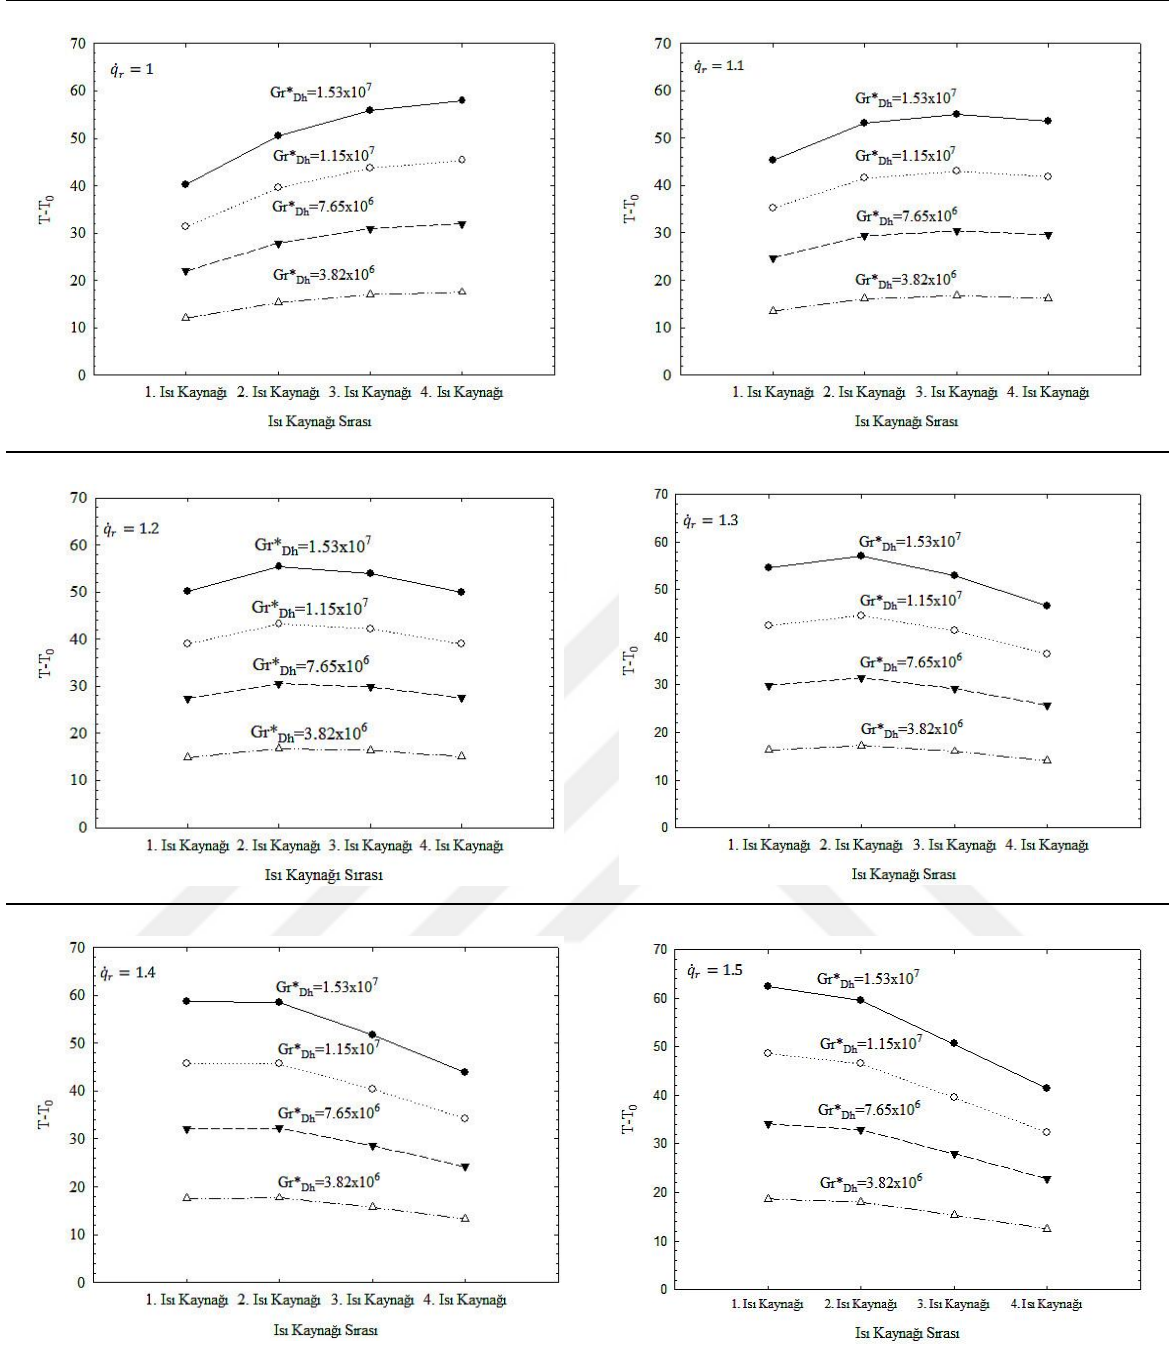 q̇r = 1
70
60
50
40
30
20
10
0
T-T0
Gr*Dh=1.53x10^7
Gr*Dh=1.15x10^7
Gr*Dh=7.65x10^6
Gr*Dh=3.82x10^6
1. Isı Kaynağı 2. Isı Kaynağı 3. Isı Kaynağı 4. Isı Kaynağı
Isı Kaynağı Sırası
q̇r = 1.1
70
60
50
40
30
20
10
0
T-T0
Gr*Dh=1.53x10^7
Gr*Dh=1.15x10^7
Gr*Dh=7.65x10^6
Gr*Dh=3.82x10^6
1. Isı Kaynağı 2. Isı Kaynağı 3. Isı Kaynağı 4. Isı Kaynağı
Isı Kaynağı Sırası
q̇r = 1.2
70
60
50
40
30
20
10
0
T-T0
Gr*Dh=1.53x10^7
Gr*Dh=1.15x10^7
Gr*Dh=7.65x10^6
Gr*Dh=3.82x10^6
1. Isı Kaynağı 2. Isı Kaynağı 3. Isı Kaynağı 4. Isı Kaynağı
Isı Kaynağı Sırası
q̇r = 1.3
70
60
50
40
30
20
10
0
T-T0
Gr*Dh=1.53x10^7
Gr*Dh=1.15x10^7
Gr*Dh=7.65x10^6
Gr*Dh=3.82x10^6
1. Isı Kaynağı 2. Isı Kaynağı 3. Isı Kaynağı 4. Isı Kaynağı
Isı Kaynağı Sırası
q̇r = 1.4
70
60
50
40
30
20
10
0
T-T0
Gr*Dh=1.53x10^7
Gr*Dh=1.15x10^7
Gr*Dh=7.65x10^6
Gr*Dh=3.82x10^6
1. Isı Kaynağı 2. Isı Kaynağı 3. Isı Kaynağı 4. Isı Kaynağı
Isı Kaynağı Sırası
q̇r = 1.5
70
60
50
40
30
20
10
0
T-T0
Gr*Dh=1.53x10^7
Gr*Dh=1.15x10^7
Gr*Dh=7.65x10^6
Gr*Dh=3.82x10^6
1. Isı Kaynağı 2. Isı Kaynağı 3. Isı Kaynağı 4. Isı Kaynağı
Isı Kaynağı Sırası